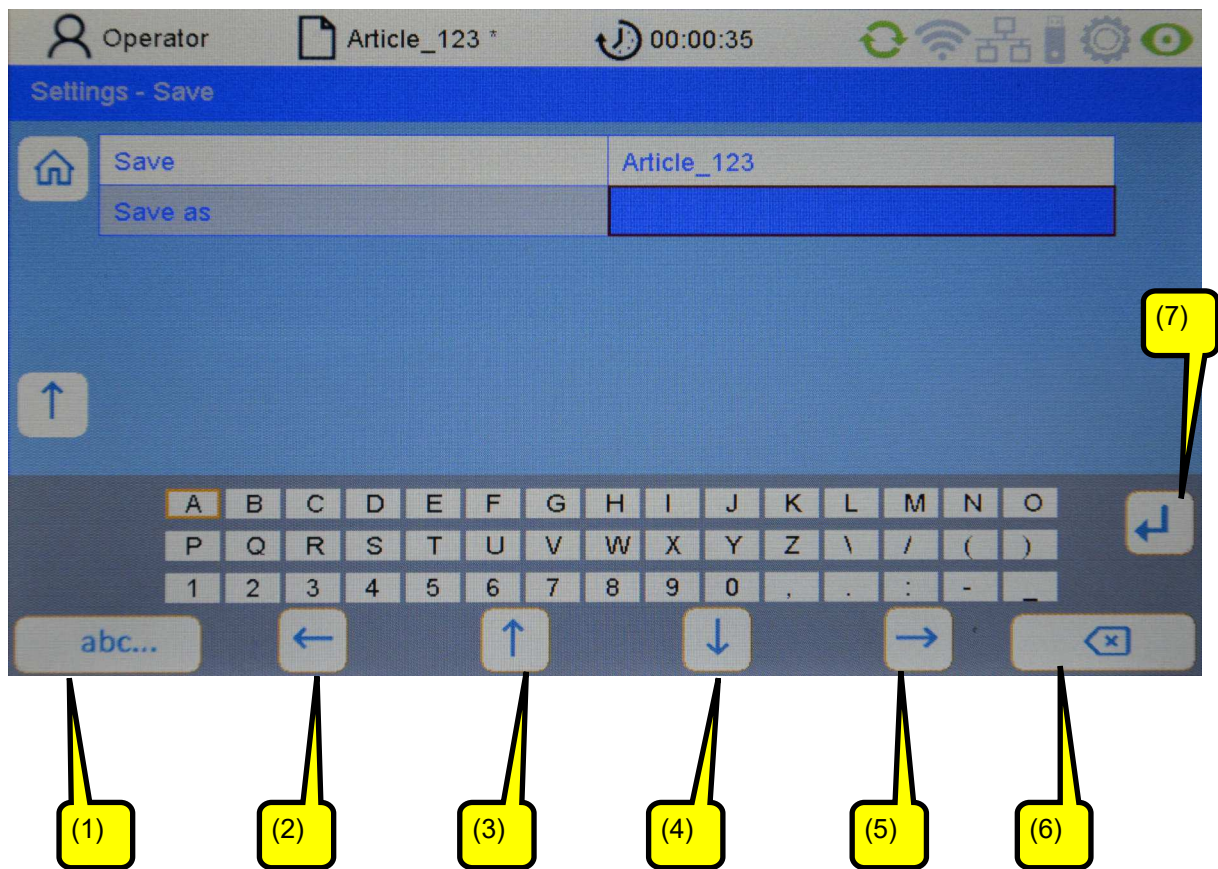 Operator Article_123 * 00:00:35
Settings - Save
Save Article_123
Save as
(7)
A B C D E F G H I J K L M N O
P Q R S T U V W X Y Z \ / ( )
1 2 3 4 5 6 7 8 9 0 , . : - _
abc...
(1) (2) (3) (4) (5) (6)